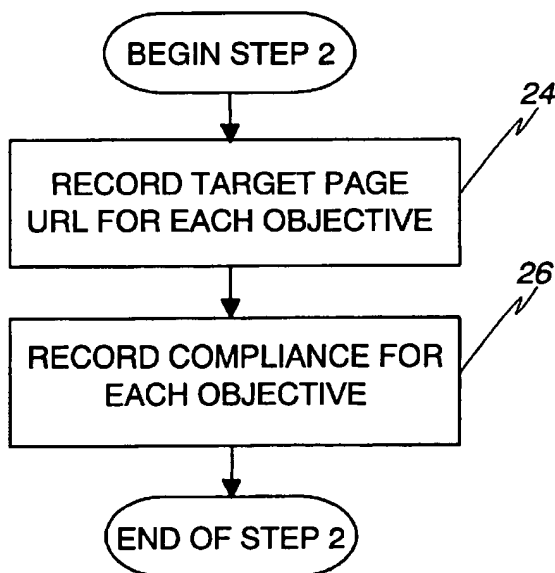 BEGIN STEP 2
24
RECORD TARGET PAGE
URL FOR EACH OBJECTIVE
26
RECORD COMPLIANCE FOR
EACH OBJECTIVE
END OF STEP 2